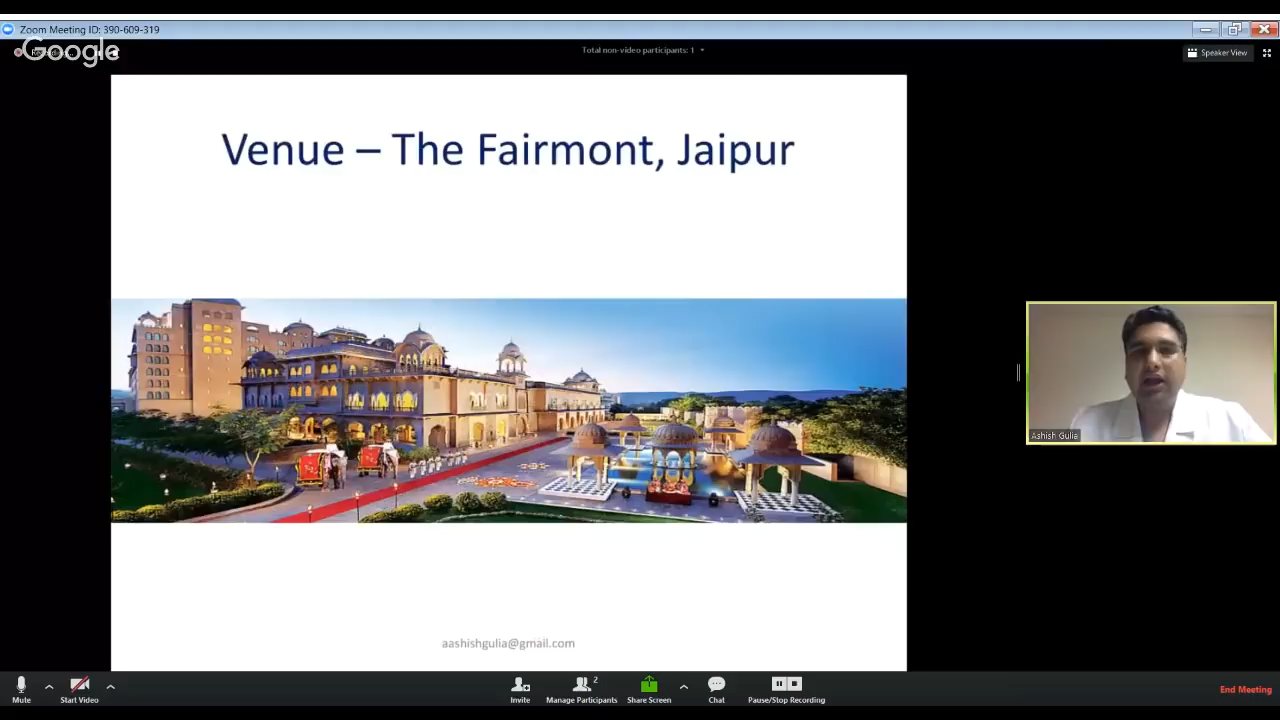 Zoom Meeting ID: 390-609-319
Google
Total non-video participants: 1
Speaker View
Venue – The Fairmont, Jaipur
Ashish Gulia
aashishgulia@gmail.com
Mute
Start Video
Invite
Manage Participants
2
Share Screen
Chat
Pause/Stop Recording
End Meeting